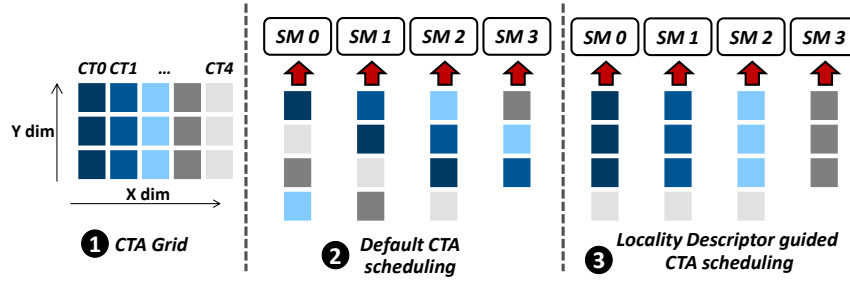 CT0 CT1 ... CT4
Y dim
X dim
1 CTA Grid
SM 0 SM 1 SM 2 SM 3
2 Default CTA
scheduling
SM 0 SM 1 SM 2 SM 3
3 Locality Descriptor guided
CTA scheduling